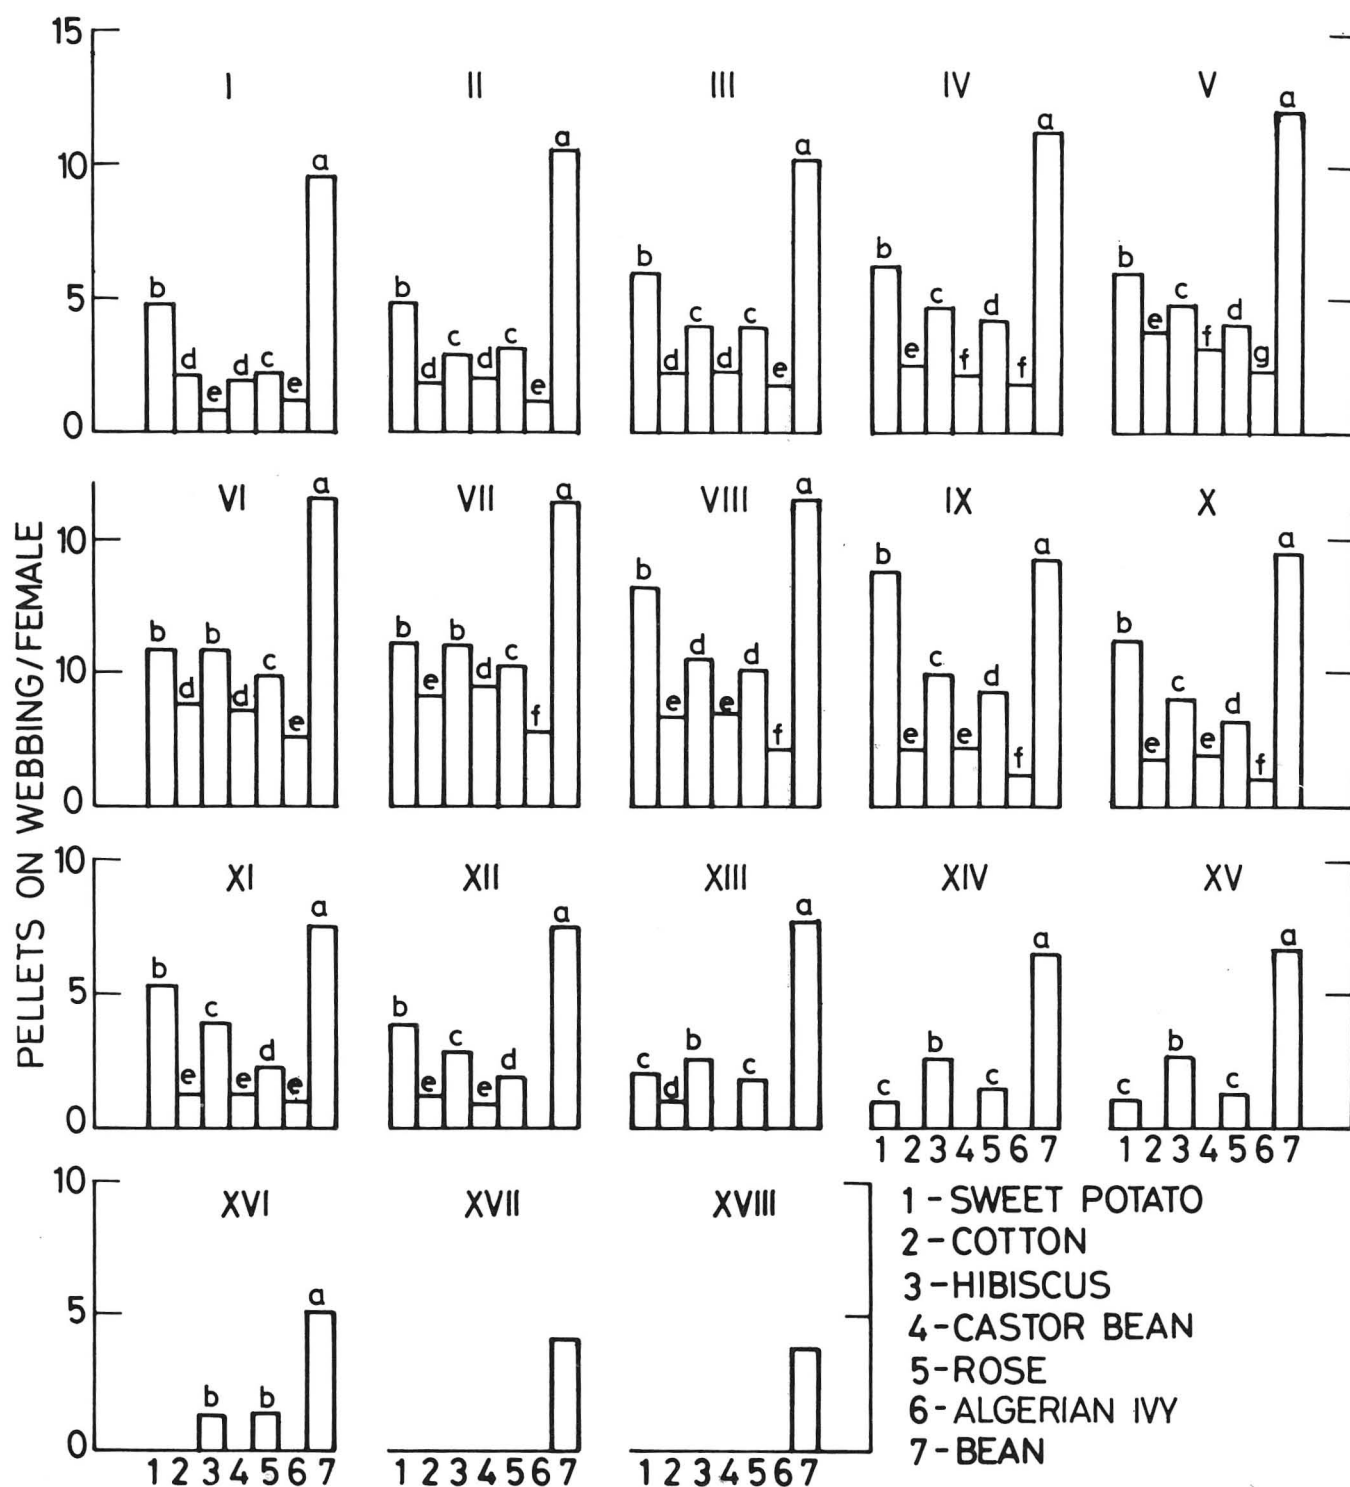 15
I II III IV V
a
a a
a a
10
b
b b
b b
5
c c c c d c d
d d c d d e e f
e e e f f g
0
PELLETS ON WEBBING/FEMALE
VI VII VIII IX X
a a a
a a
10
b b b
b b b b
10
c d c d d c d c d
d d e e e e e e e
e f f f f
0
10
XI XII XIII XIV XV
a a a a a
b
5
b
c c b b b
d d c c c c c c
e e e e e d
0
1 2 3 4 5 6 7 1 2 3 4 5 6 7
10
XVI XVII XVIII
a
5
b b
0
1 2 3 4 5 6 7 1 2 3 4 5 6 7 1 2 3 4 5 6 7
1 - SWEET POTATO
2 - COTTON
3 - HIBISCUS
4 - CASTOR BEAN
5 - ROSE
6 - ALGERIAN IVY
7 - BEAN